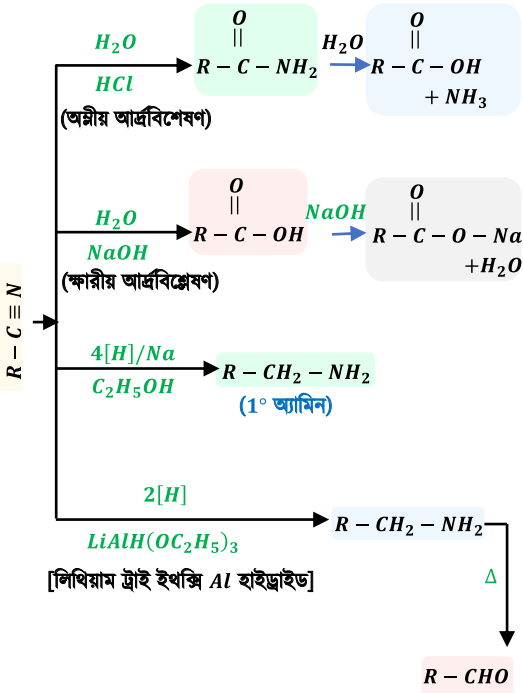 R − C ≡ N
H₂O
HCl
(অম্লীয় আর্দ্রবিশেষণ)
O
||
R − C − NH₂
H₂O
O
||
R − C − OH
+ NH₃
H₂O
NaOH
(ক্ষারীয় আর্দ্রবিশ্লেষণ)
O
||
R − C − OH
NaOH
O
||
R − C − O − Na
+H₂O
4[H]/Na
C₂H₅OH
R − CH₂ − NH₂
(1° অ্যামিন)
2[H]
LiAlH(OC₂H₅)₃
[লিথিয়াম ট্রাই ইথক্সি Al হাইড্রাইড]
R − CH₂ − NH₂
Δ
R − CHO